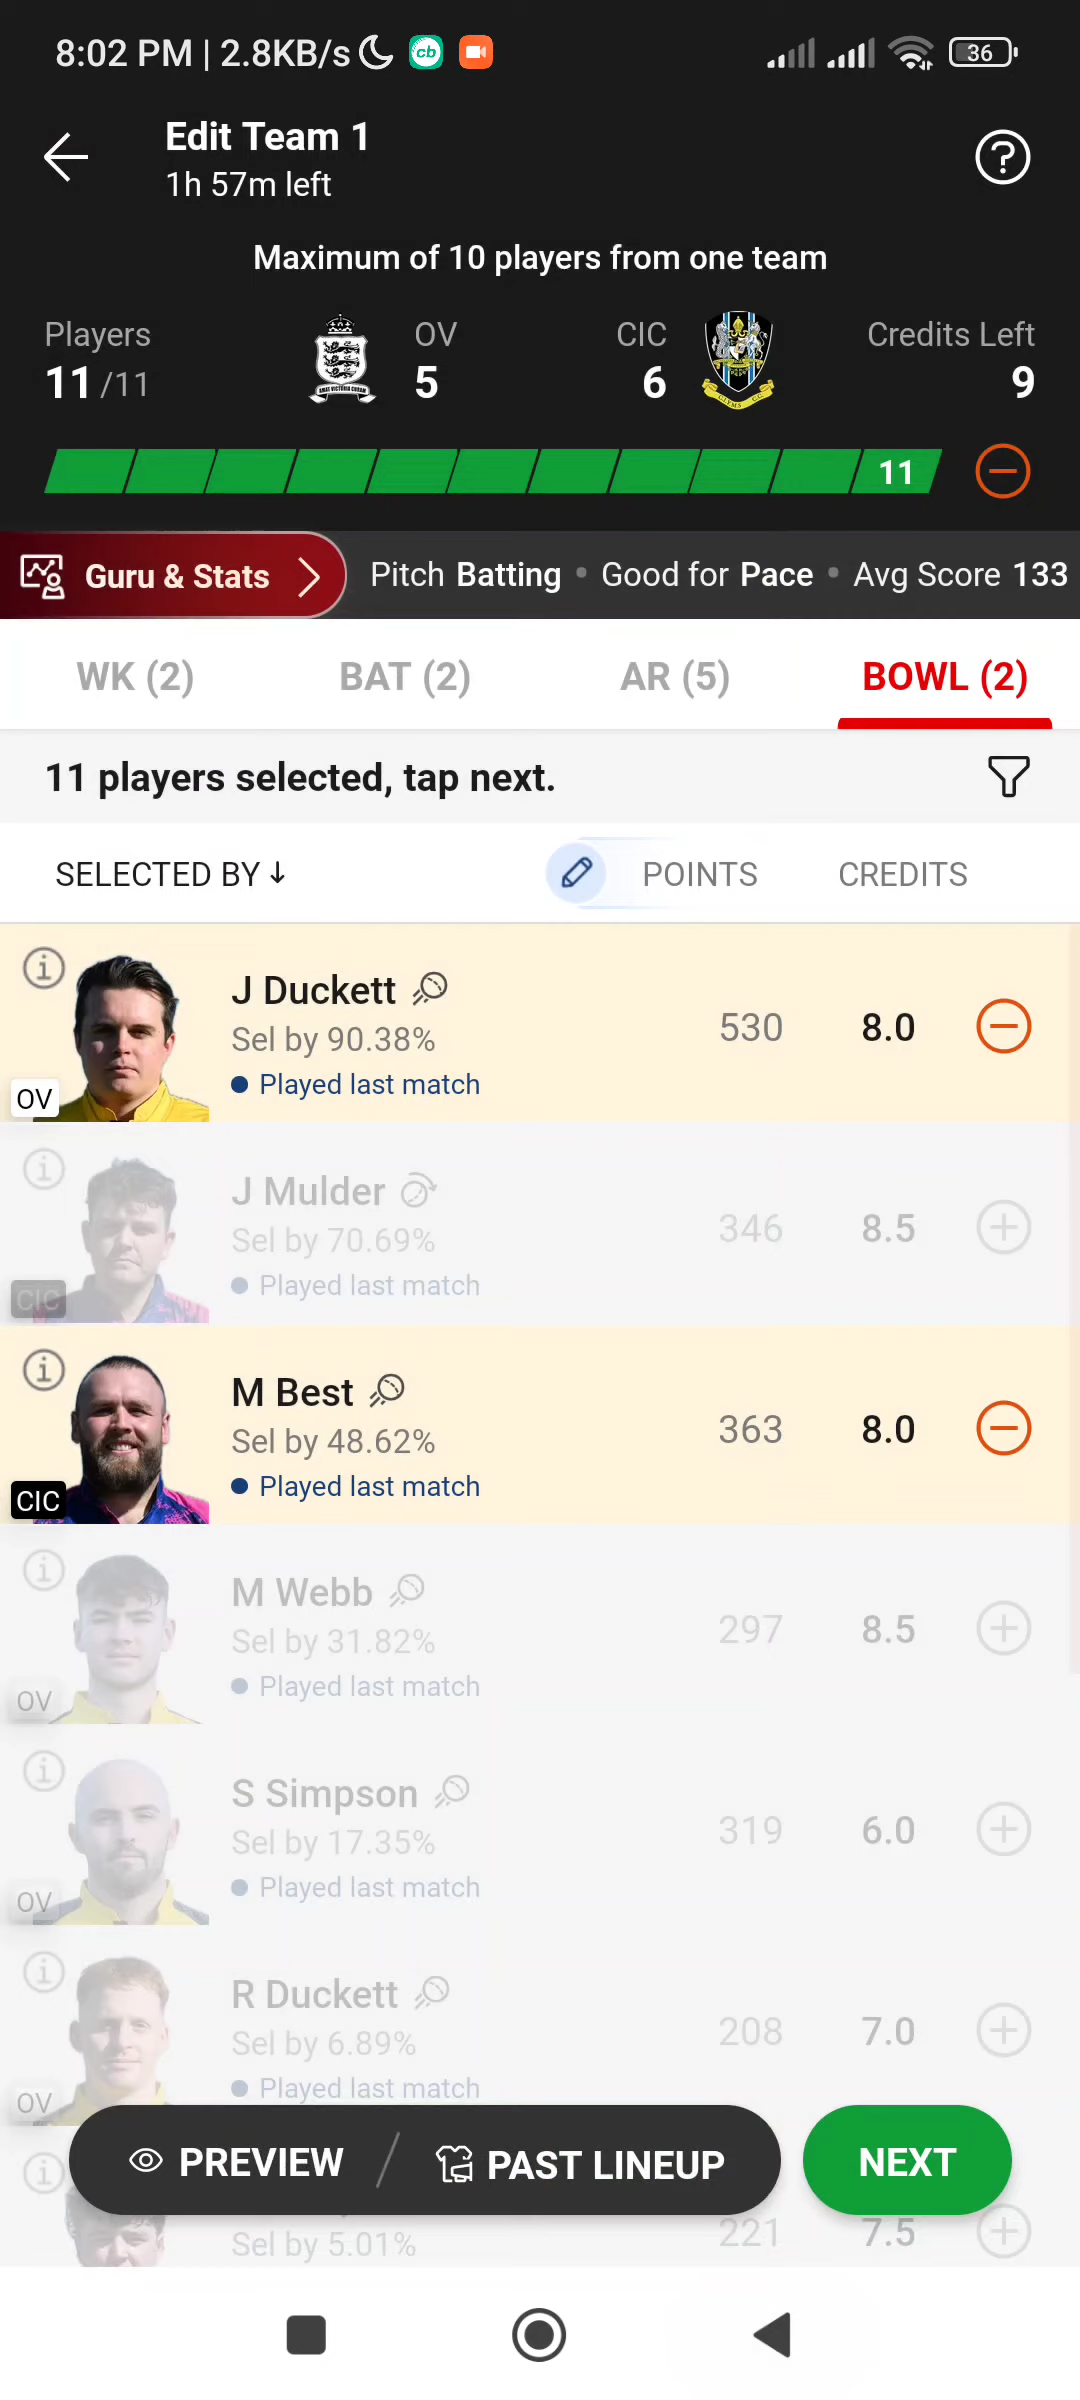 8:02 PM | 2.8KB/s cb 36
Edit Team 1
1h 57m left
Maximum of 10 players from one team
Players OV CIC Credits Left
11/11 5 6 9
11
Guru & Stats Pitch Batting • Good for Pace • Avg Score 133
WK (2) BAT (2) AR (5) BOWL (2)
11 players selected, tap next.
SELECTED BY ↓ POINTS CREDITS
J Duckett
Sel by 90.38% 530 8.0
Played last match
OV
J Mulder
Sel by 70.69% 346 8.5
Played last match
CIC
M Best
Sel by 48.62% 363 8.0
Played last match
CIC
M Webb
Sel by 31.82% 297 8.5
Played last match
OV
S Simpson
Sel by 17.35% 319 6.0
Played last match
OV
R Duckett
Sel by 6.89% 208 7.0
Played last match
OV
PREVIEW / PAST LINEUP NEXT
Sel by 5.01% 221 7.5